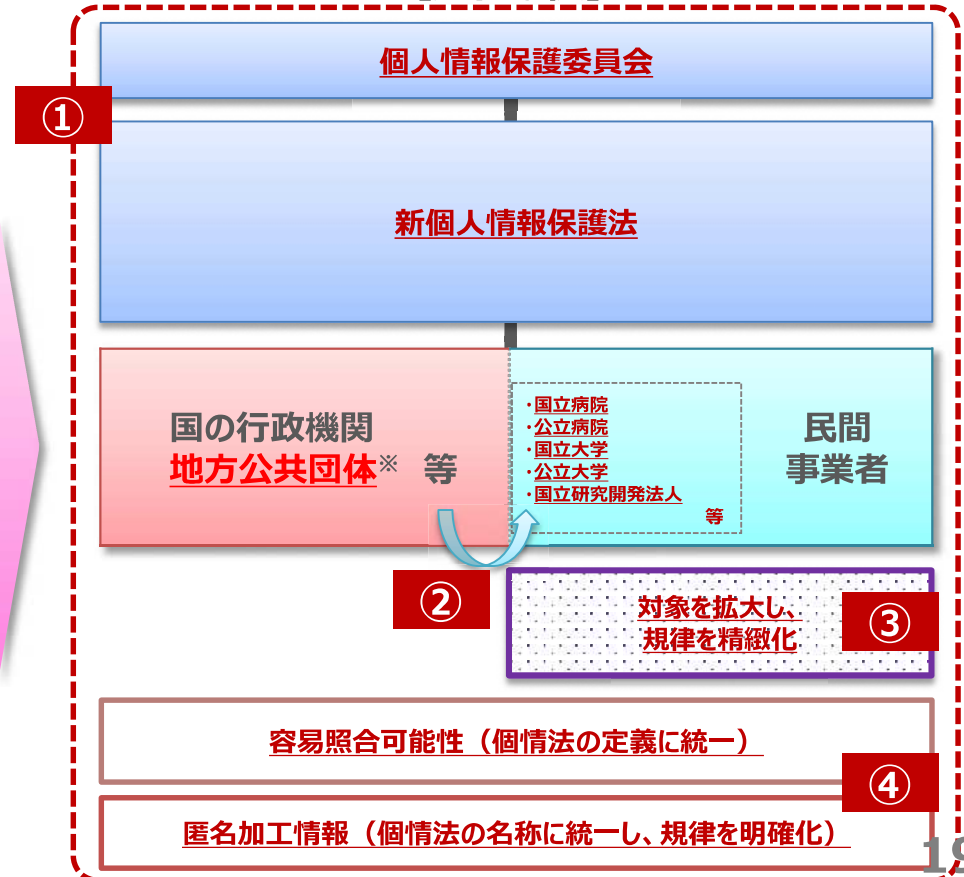 個人情報保護委員会
①
新個人情報保護法
国の行政機関
地方公共団体※ 等
・国立病院
・公立病院
・国立大学
・公立大学
・国立研究開発法人
等
民間
事業者
②
対象を拡大し、
規律を精緻化
③
容易照合可能性（個情法の定義に統一）
④
匿名加工情報（個情法の名称に統一し、規律を明確化）
19